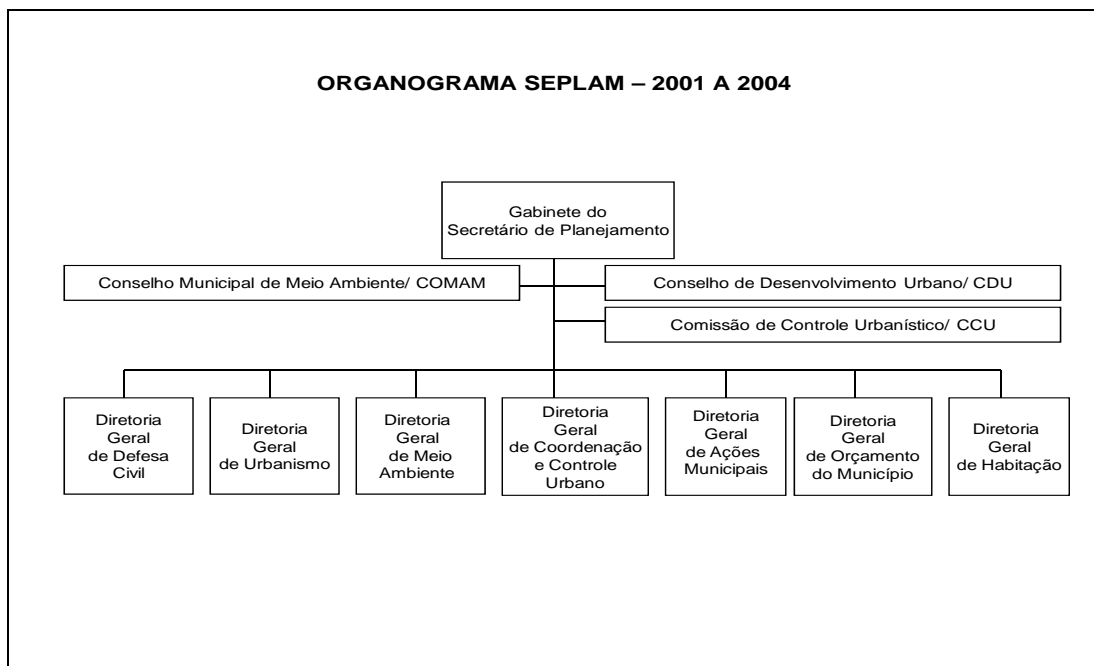 ORGANOGRAMA SEPLAM – 2001 A 2004
Gabinete do
Secretário de Planejamento
Conselho Municipal de Meio Ambiente/ COMAM
Conselho de Desenvolvimento Urbano/ CDU
Comissão de Controle Urbanístico/ CCU
Diretoria
Geral
de Defesa
Civil
Diretoria
Geral
de Urbanismo
Diretoria
Geral
de Meio
Ambiente
Diretoria
Geral
de Coordenação
e Controle
Urbano
Diretoria
Geral
de Ações
Municipais
Diretoria
Geral
de Orçamento
do Município
Diretoria
Geral
de Habitação